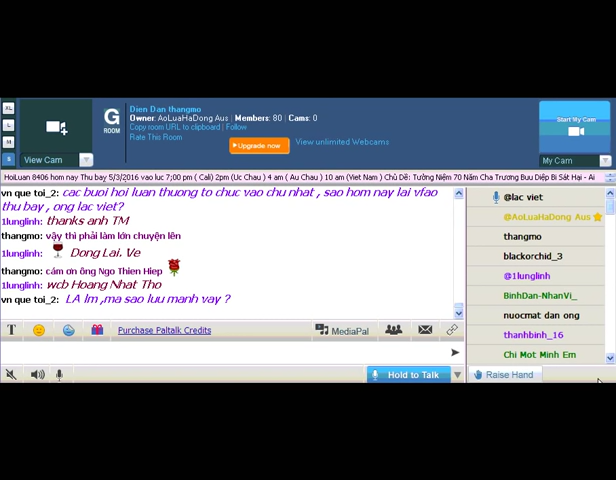 XL
L
M
S
View Cam
G
ROOM
Dien Dan thangmo
Owner: AoLuaHaDong Aus | Members: 80 | Cams: 0
Copy room URL to clipboard | Follow
Rate This Room
Upgrade now
View unlimited Webcams
Start My Cam
My Cam
HoiLuan 8406 hom nay Thu bay 5/3/2016 vao luc 7;00 pm ( Cali) 2pm (Uc Chau ) 4 am ( Au Chau ) 10 am (Viet Nam ) Chủ Đề: Tưởng Niệm 70 Năm Cha Trương Buu Diệp Bi Sát Hại - Ai
vn que toi_2: cac buoi hoi luan thuong to chuc vao chu nhat , sao hom nay lai vfao
thu bay , ong lac viet?
1lunglinh: thanks anh TM
thangmo: vậy thì phải làm lớn chuyện lên
1lunglinh: Dong Lai. Ve
thangmo: cám ơn ông Ngo Thien Hiep
1lunglinh: wcb Hoang Nhat Tho
vn que toi_2: LA lm ,ma sao luu manh vay ?
T
Purchase Paltalk Credits
MediaPal
Hold to Talk
@lac viet
@AoLuaHaDong Aus
thangmo
blackorchid_3
@1lunglinh
BinhDan-NhanVi_
nuocmat dan ong
thanhbinh_16
Chi Mot Minh Em
Raise Hand